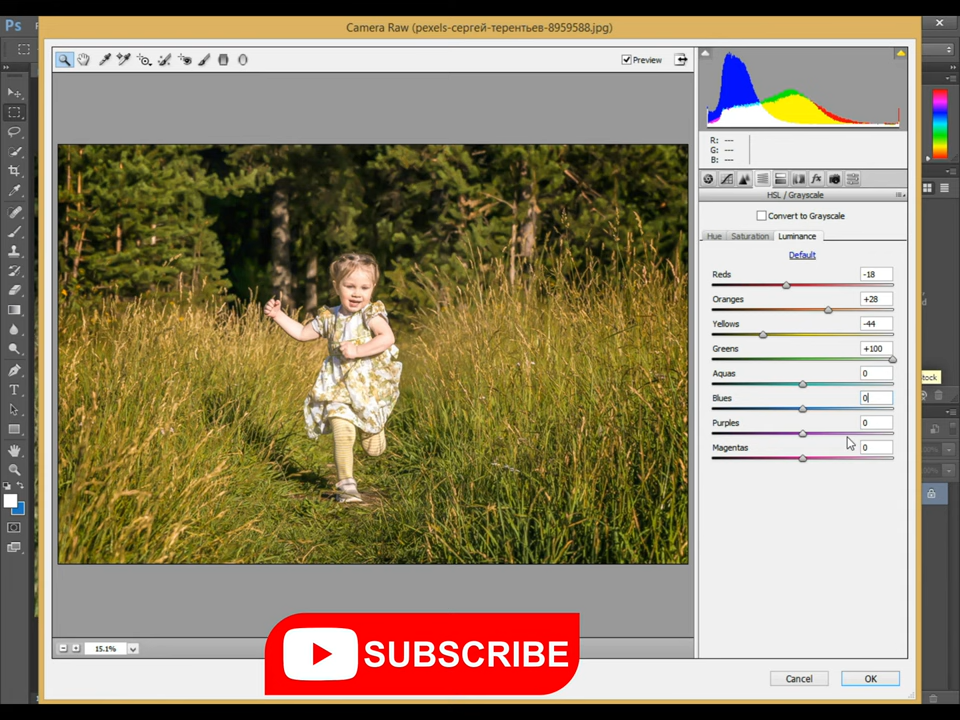 Ps
Camera Raw (pexels-сергей-терентьев-8959588.jpg)
Preview
R: ---
G: ---
B: ---
HSL / Grayscale
Convert to Grayscale
Hue Saturation Luminance
Default
Reds -18
Oranges +28
Yellows -44
Greens +100
Aquas 0
Blues 0
Purples 0
Magentas 0
tock
15.1%
SUBSCRIBE
Cancel OK